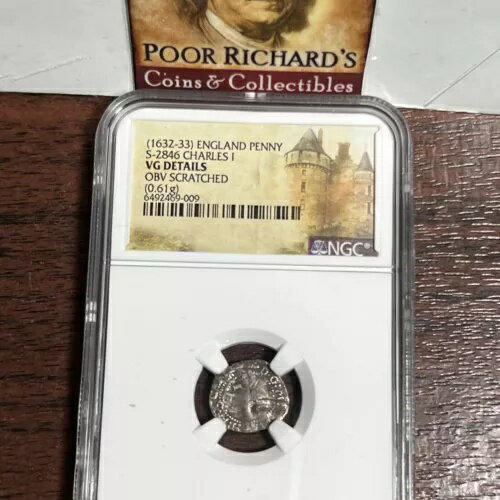 POOR RICHARD'S
Coins & Collectibles
(1632-33) ENGLAND PENNY
S-2846 CHARLES I
VG DETAILS
OBV SCRATCHED
(0.61g)
6492469-009
NGC®